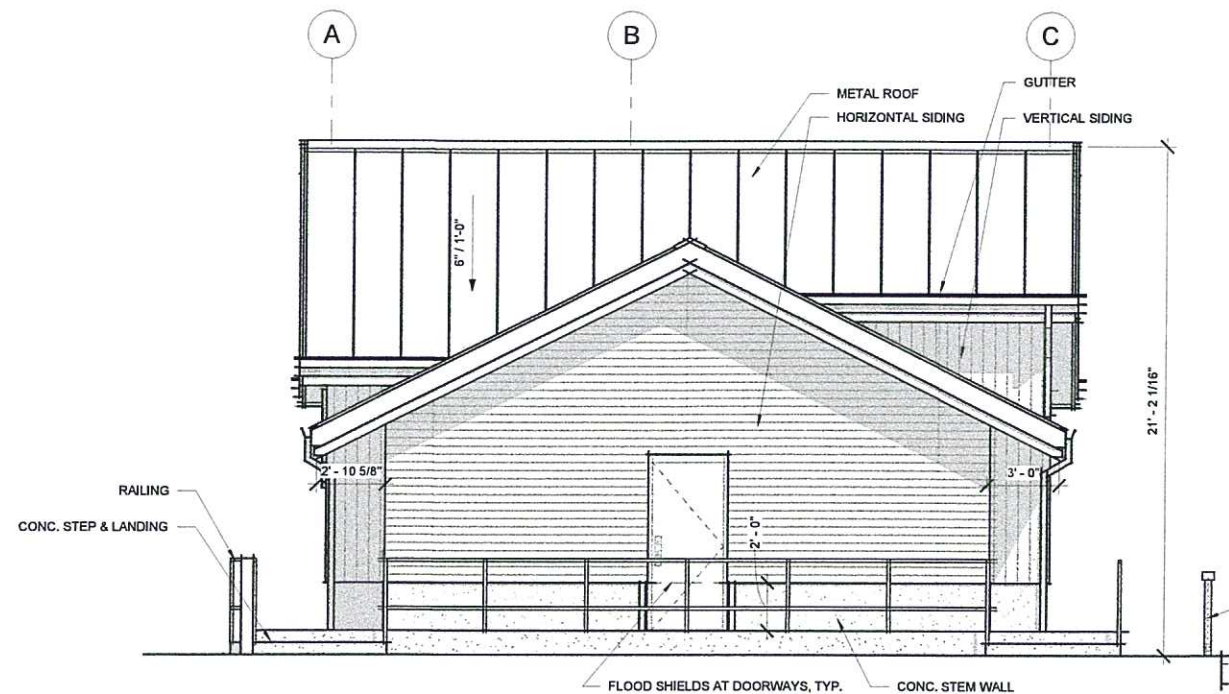 A
B
C
METAL ROOF
GUTTER
HORIZONTAL SIDING
VERTICAL SIDING
6" / 1'-0"
21' - 2 1/16"
2' - 10 5/8"
3' - 0"
RAILING
CONC. STEP & LANDING
2' - 0"
FLOOD SHIELDS AT DOORWAYS, TYP.
CONC. STEM WALL